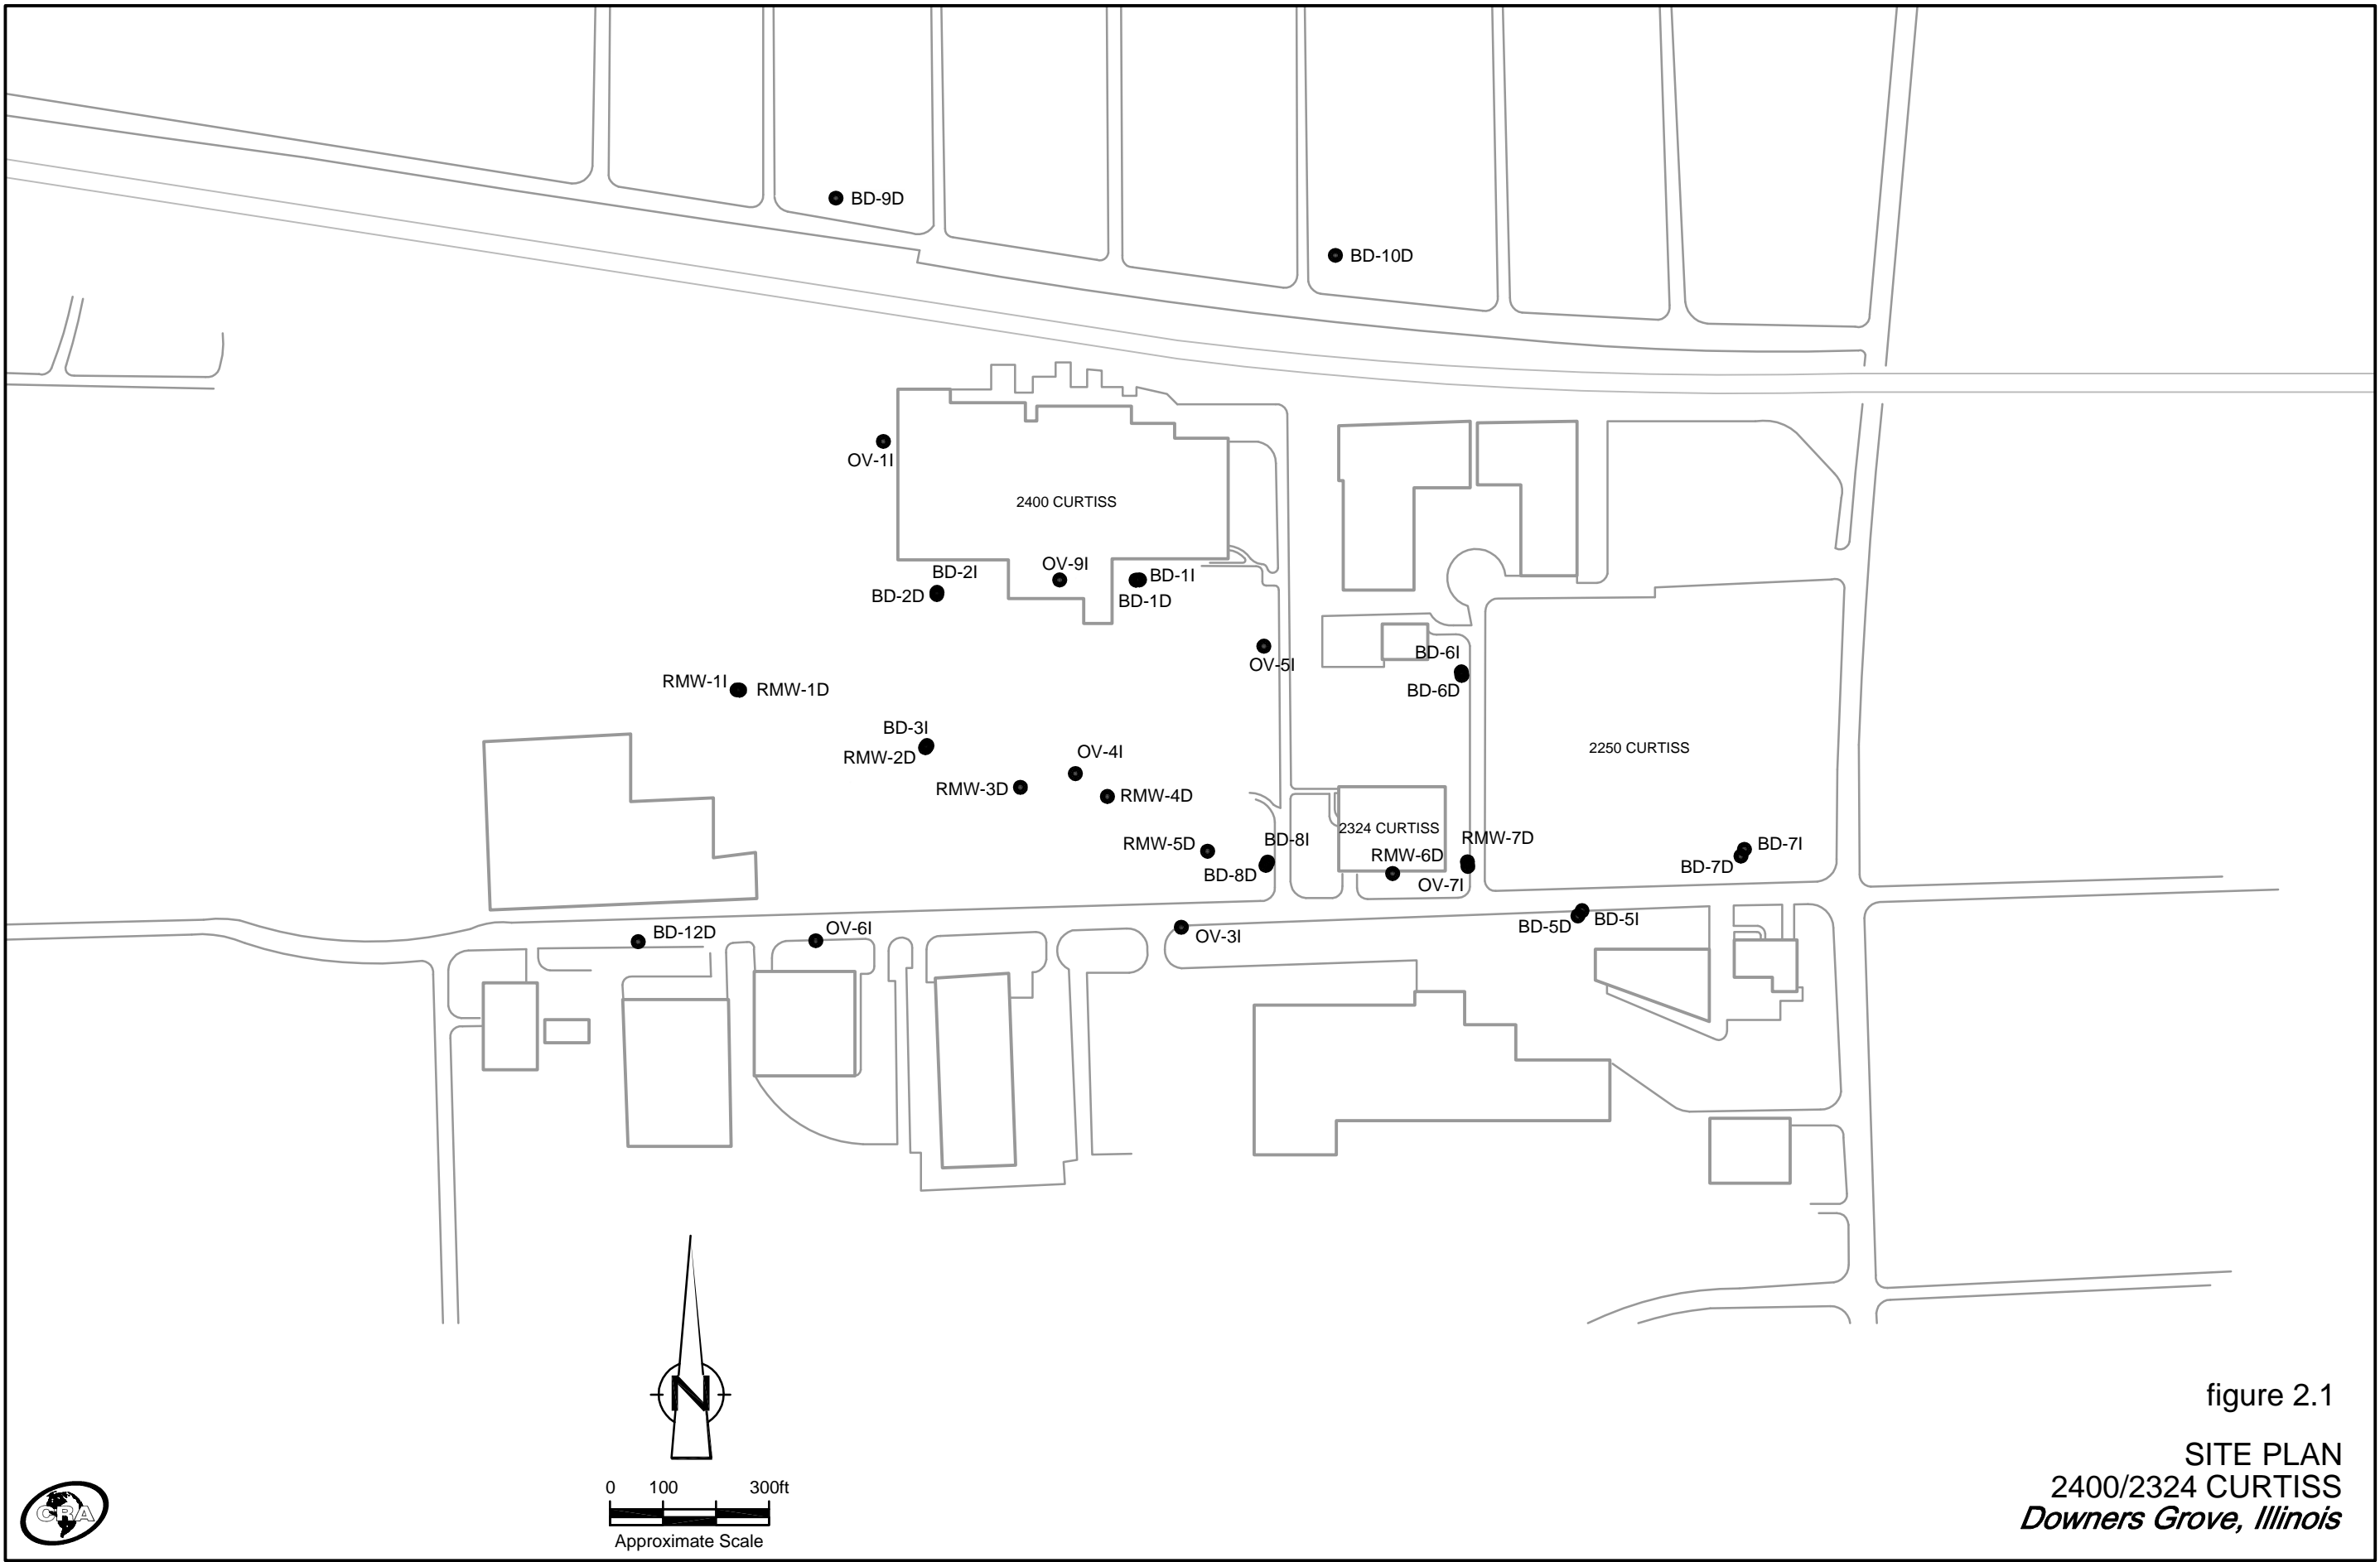 BD-9D
BD-10D
OV-1I
2400 CURTISS
BD-2I
OV-9I
BD-1I
BD-2D
BD-1D
OV-5I
BD-6I
RMW-1I
RMW-1D
BD-6D
BD-3I
RMW-2D
OV-4I
2250 CURTISS
RMW-3D
RMW-4D
2324 CURTISS
RMW-5D
BD-8I
RMW-7D
BD-7I
BD-8D
RMW-6D
BD-7D
OV-7I
BD-12D
OV-6I
OV-3I
BD-5D
BD-5I
N
0 100 300ft
Approximate Scale
CRA
figure 2.1
SITE PLAN
2400/2324 CURTISS
Downers Grove, Illinois